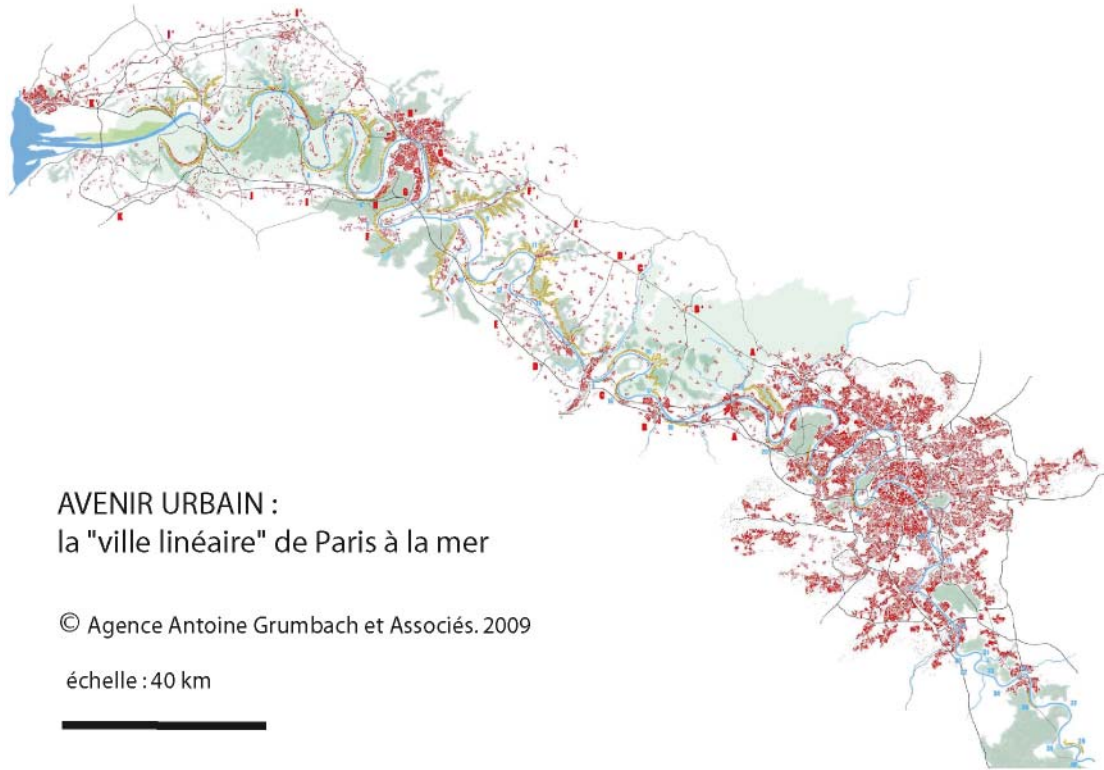 I'
I'
K'
H'
G
G
H
J
I
K
F
F'
E'
D'
C'
B'
A'
E
D
C
B
A
AVENIR URBAIN :
la "ville linéaire" de Paris à la mer
© Agence Antoine Grumbach et Associés. 2009
échelle : 40 km